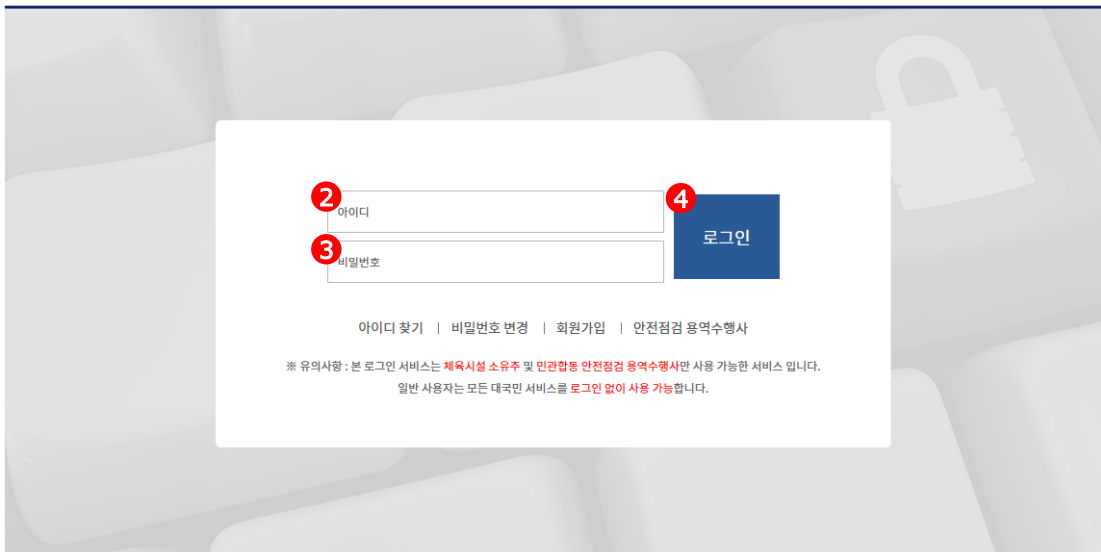 2
아이디
4
로그인
3
비밀번호
아이디 찾기 | 비밀번호 변경 | 회원가입 | 안전점검 용역수행사
※ 유의사항 : 본 로그인 서비스는 체육시설 소유주 및 민관합동 안전점검 용역수행사만 사용 가능한 서비스 입니다.
일반 사용자는 모든 대국민 서비스를 로그인 없이 사용 가능합니다.